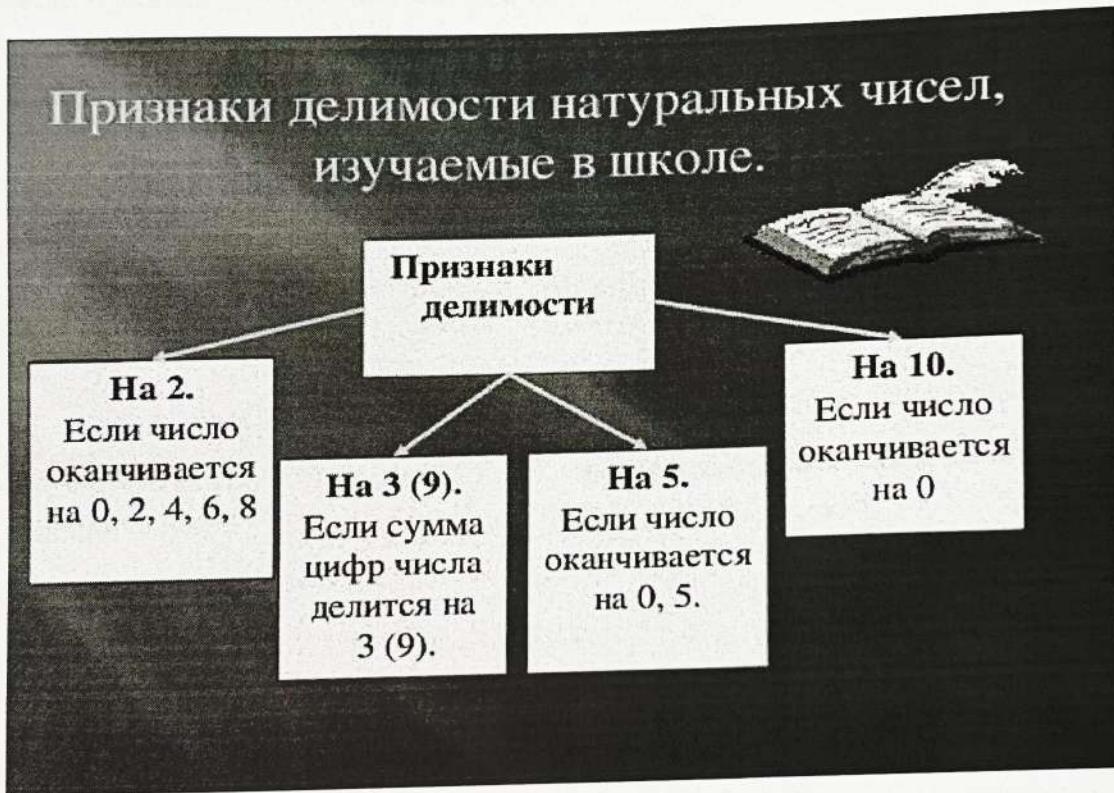 Признаки делимости натуральных чисел,
изучаемые в школе.
Признаки
делимости
На 2.
Если число
оканчивается
на 0, 2, 4, 6, 8
На 3 (9).
Если сумма
цифр числа
делится на
3 (9).
На 5.
Если число
оканчивается
на 0, 5.
На 10.
Если число
оканчивается
на 0